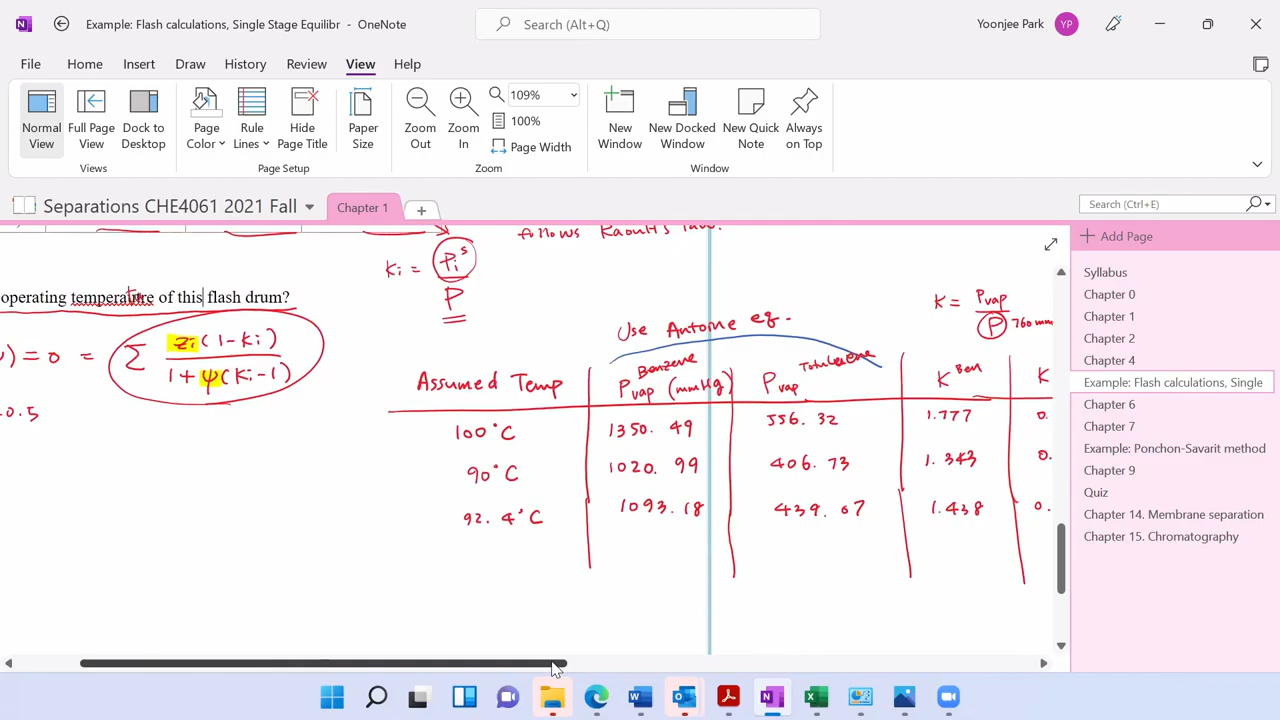 Example: Flash calculations, Single Stage Equilibr - OneNote
Search (Alt+Q)
Yoonjee Park YP
File Home Insert Draw History Review View Help
Normal View
Full Page View
Dock to Desktop
Views
Page Color
Rule Lines
Hide Page Title
Paper Size
Page Setup
Zoom Out
Zoom In
109%
100%
Page Width
Zoom
New Window
New Docked Window
New Quick Note
Always on Top
Window
Separations CHE4061 2021 Fall
Chapter 1
Search (Ctrl+E)
follows Raoult's law.
Ki = Pi^s / P
operating temperature of this flash drum?
) = 0 = Σ zi(1-Ki) / 1+ψ(Ki-1)
0.5
K = Pvap / P 760 mm
Use Antoine eq.
Assumed Temp Pvap Benzene (mmHg) Pvap K Ben K
100°C 1350.49 556.32 1.777 0.
90°C 1020.99 406.73 1.343 0.
92.4°C 1093.18 439.07 1.438 0.
Add Page
Syllabus
Chapter 0
Chapter 1
Chapter 2
Chapter 4
Example: Flash calculations, Single
Chapter 6
Chapter 7
Example: Ponchon-Savarit method
Chapter 9
Quiz
Chapter 14. Membrane separation
Chapter 15. Chromatography